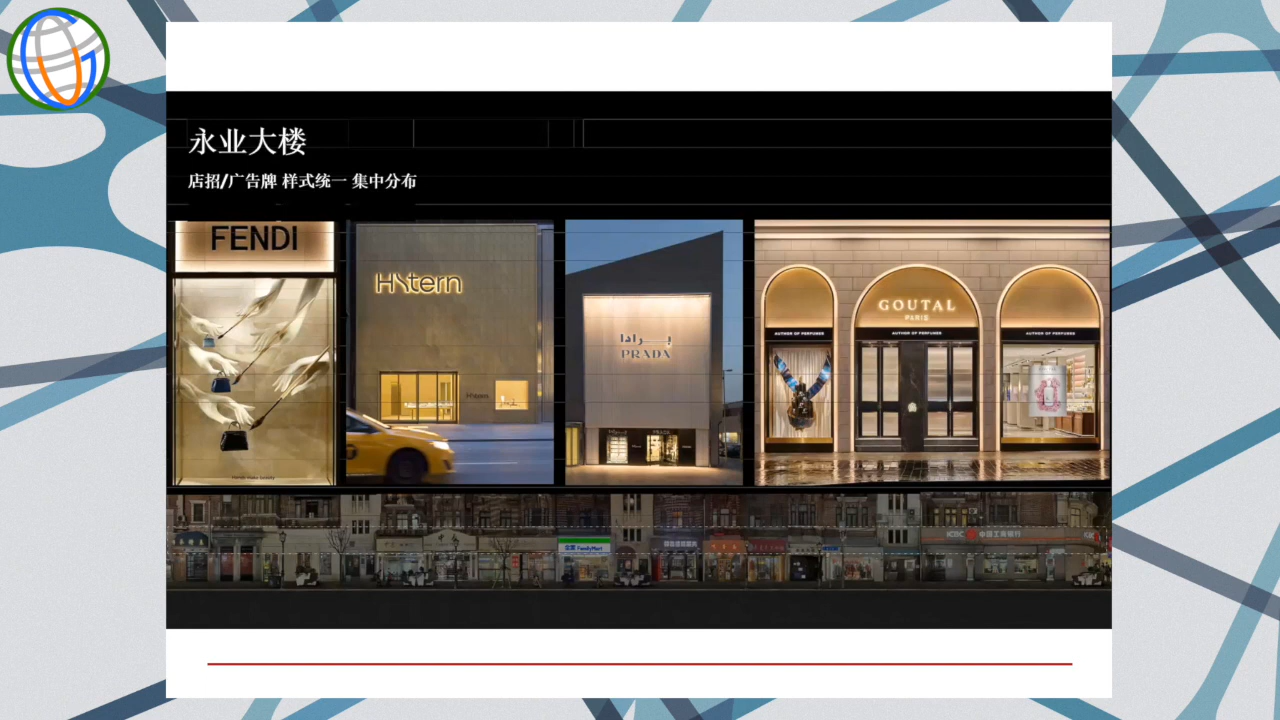 永业大楼
店招/广告牌 样式统一 集中分布
FENDI
H.Stern
برادا
PRADA
GOUTAL
PARIS
AUTHOR OF PERFUMES
AUTHOR OF PERFUMES
AUTHOR OF PERFUMES
FamilyMart
ICBC 中国工商银行